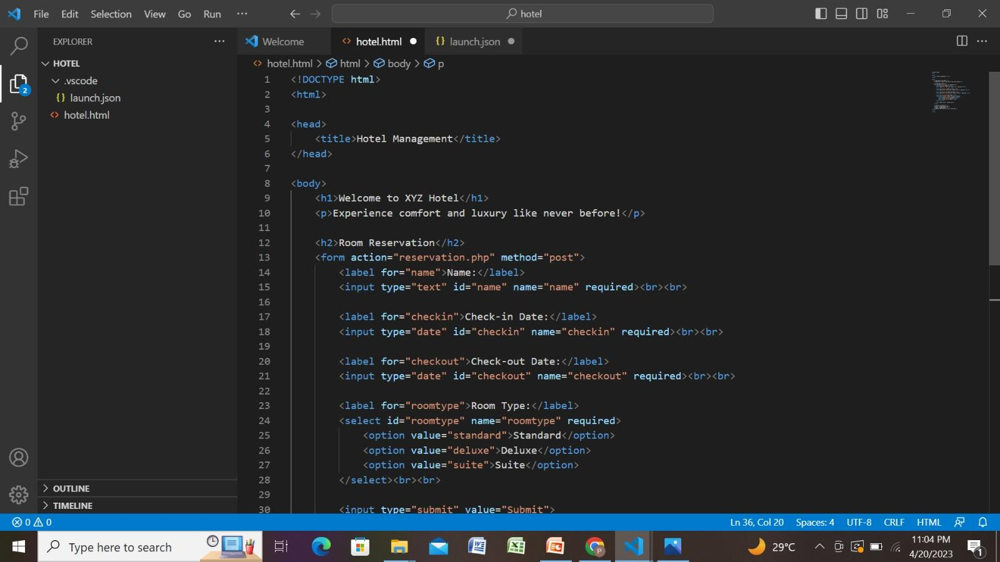 File Edit Selection View Go Run ···
hotel
EXPLORER
HOTEL
.vscode
launch.json
hotel.html
2
OUTLINE
TIMELINE
Welcome
hotel.html
launch.json
hotel.html > html > body > p
1 <!DOCTYPE html>
2 <html>
3
4 <head>
5 <title>Hotel Management</title>
6 </head>
7
8 <body>
9 <h1>Welcome to XYZ Hotel</h1>
10 <p>Experience comfort and luxury like never before!</p>
11
12 <h2>Room Reservation</h2>
13 <form action="reservation.php" method="post">
14 <label for="name">Name:</label>
15 <input type="text" id="name" name="name" required><br><br>
16
17 <label for="checkin">Check-in Date:</label>
18 <input type="date" id="checkin" name="checkin" required><br><br>
19
20 <label for="checkout">Check-out Date:</label>
21 <input type="date" id="checkout" name="checkout" required><br><br>
22
23 <label for="roomtype">Room Type:</label>
24 <select id="roomtype" name="roomtype" required>
25 <option value="standard">Standard</option>
26 <option value="deluxe">Deluxe</option>
27 <option value="suite">Suite</option>
28 </select><br><br>
29
30 <input type="submit" value="Submit">
0 0
Ln 36, Col 20 Spaces: 4 UTF-8 CRLF HTML
Type here to search
29°C
11:04 PM
4/20/2023
1